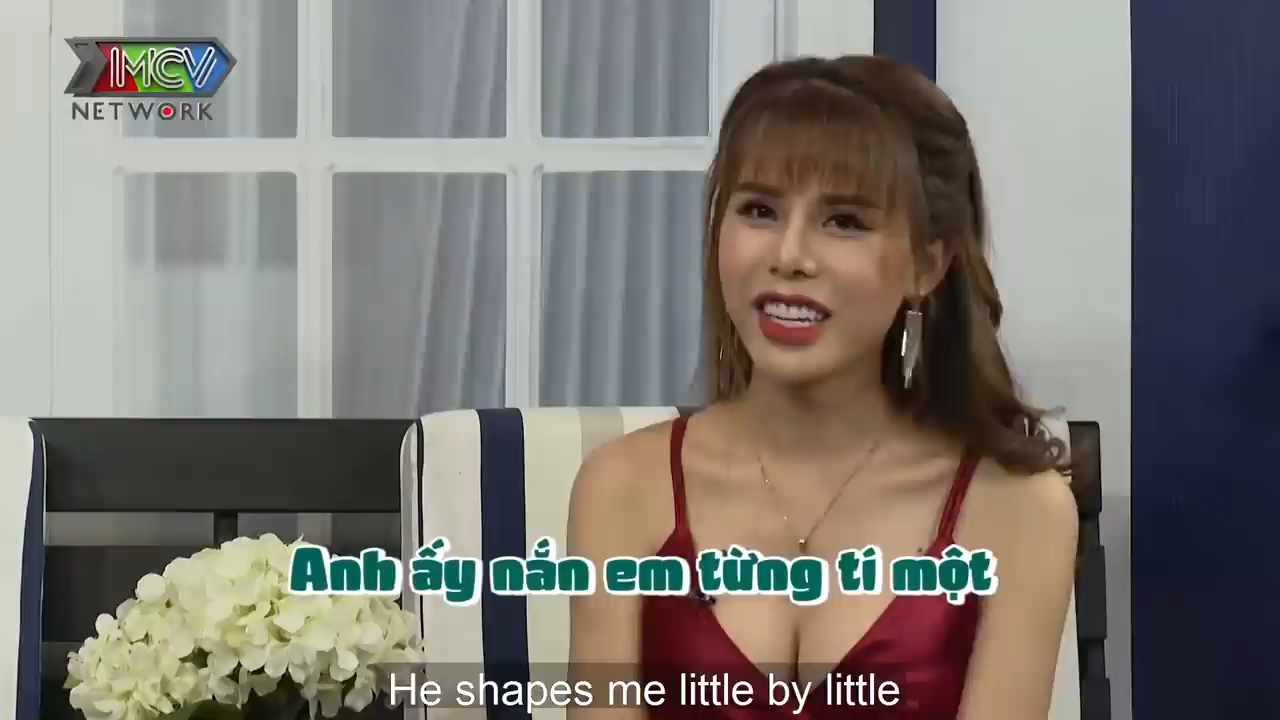 MCV
NETWORK
Anh ấy nắn em từng tí một
He shapes me little by little